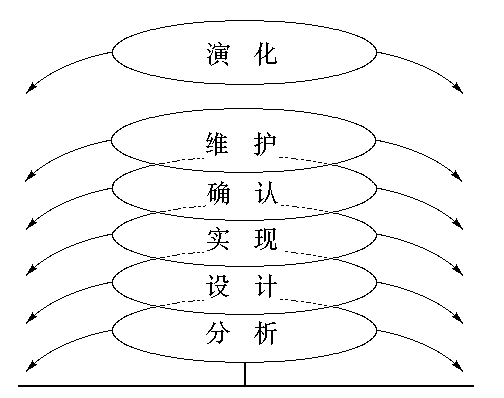 演 化
维 护
确 认
实 现
设 计
分 析